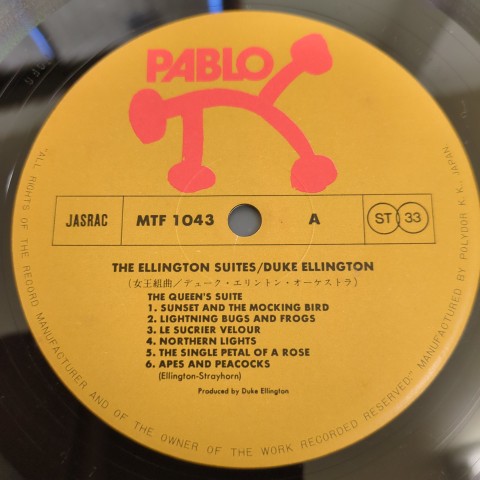 PABLO
JASRAC
MTF 1043
A
ST 33
THE ELLINGTON SUITES/DUKE ELLINGTON
(女王組曲/デューク・エリントン・オーケストラ)
THE QUEEN'S SUITE
1. SUNSET AND THE MOCKING BIRD
2. LIGHTNING BUGS AND FROGS
3. LE SUCRIER VELOUR
4. NORTHERN LIGHTS
5. THE SINGLE PETAL OF A ROSE
6. APES AND PEACOCKS
(Ellington-Strayhorn)
Produced by Duke Ellington
"ALL RIGHTS OF THE RECORD MANUFACTURER AND OF THE OWNER OF THE WORK RECORDED RESERVED" MANUFACTURED BY POLYDOR K.K. JAPAN